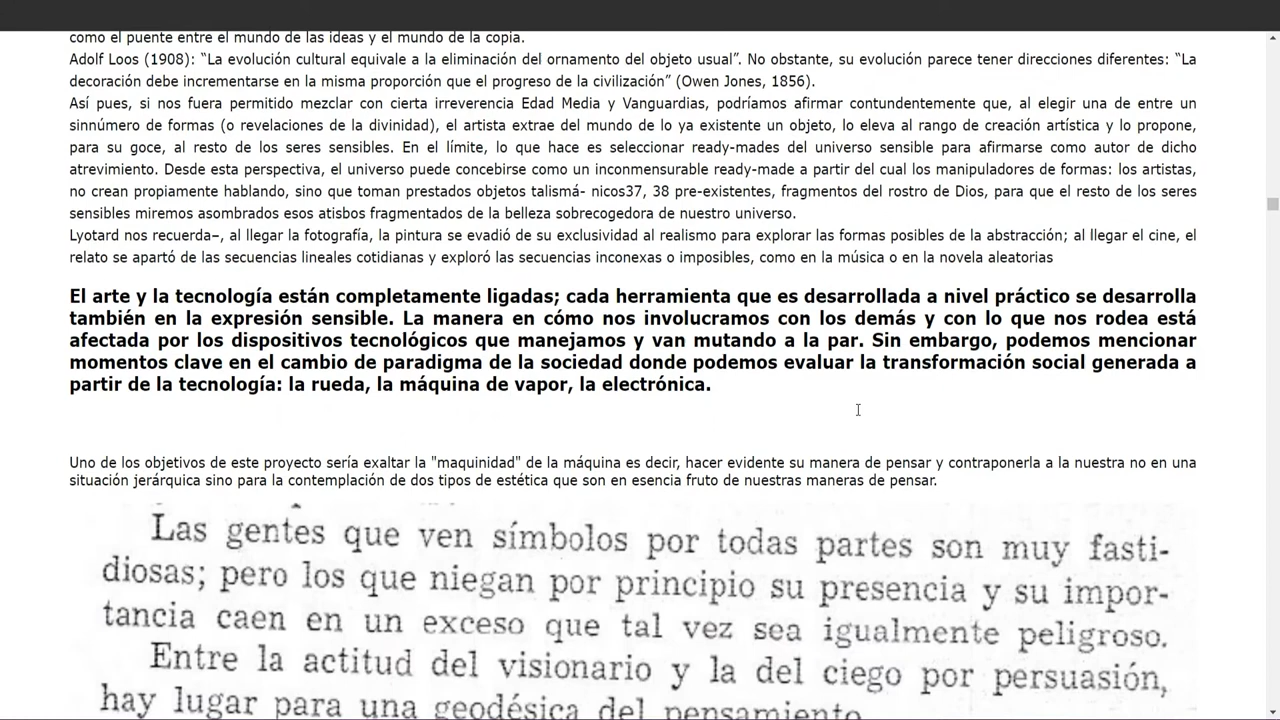 como el puente entre el mundo de las ideas y el mundo de la copia.
Adolf Loos (1908): “La evolución cultural equivale a la eliminación del ornamento del objeto usual”. No obstante, su evolución parece tener direcciones diferentes: “La
decoración debe incrementarse en la misma proporción que el progreso de la civilización” (Owen Jones, 1856).
Así pues, si nos fuera permitido mezclar con cierta irreverencia Edad Media y Vanguardias, podríamos afirmar contundentemente que, al elegir una de entre un
sinnúmero de formas (o revelaciones de la divinidad), el artista extrae del mundo de lo ya existente un objeto, lo eleva al rango de creación artística y lo propone,
para su goce, al resto de los seres sensibles. En el límite, lo que hace es seleccionar ready-mades del universo sensible para afirmarse como autor de dicho
atrevimiento. Desde esta perspectiva, el universo puede concebirse como un inconmensurable ready-made a partir del cual los manipuladores de formas: los artistas,
no crean propiamente hablando, sino que toman prestados objetos talismá- nicos37, 38 pre-existentes, fragmentos del rostro de Dios, para que el resto de los seres
sensibles miremos asombrados esos atisbos fragmentados de la belleza sobrecogedora de nuestro universo.
Lyotard nos recuerda–, al llegar la fotografía, la pintura se evadió de su exclusividad al realismo para explorar las formas posibles de la abstracción; al llegar el cine, el
relato se apartó de las secuencias lineales cotidianas y exploró las secuencias inconexas o imposibles, como en la música o en la novela aleatorias
El arte y la tecnología están completamente ligadas; cada herramienta que es desarrollada a nivel práctico se desarrolla
también en la expresión sensible. La manera en cómo nos involucramos con los demás y con lo que nos rodea está
afectada por los dispositivos tecnológicos que manejamos y van mutando a la par. Sin embargo, podemos mencionar
momentos clave en el cambio de paradigma de la sociedad donde podemos evaluar la transformación social generada a
partir de la tecnología: la rueda, la máquina de vapor, la electrónica.
Uno de los objetivos de este proyecto sería exaltar la "maquinidad" de la máquina es decir, hacer evidente su manera de pensar y contraponerla a la nuestra no en una
situación jerárquica sino para la contemplación de dos tipos de estética que son en esencia fruto de nuestras maneras de pensar.
Las gentes que ven símbolos por todas partes son muy fasti-
diosas; pero los que niegan por principio su presencia y su impor-
tancia caen en un exceso que tal vez sea igualmente peligroso.
Entre la actitud del visionario y la del ciego por persuasión,
hay lugar para una geodésica del pensamiento